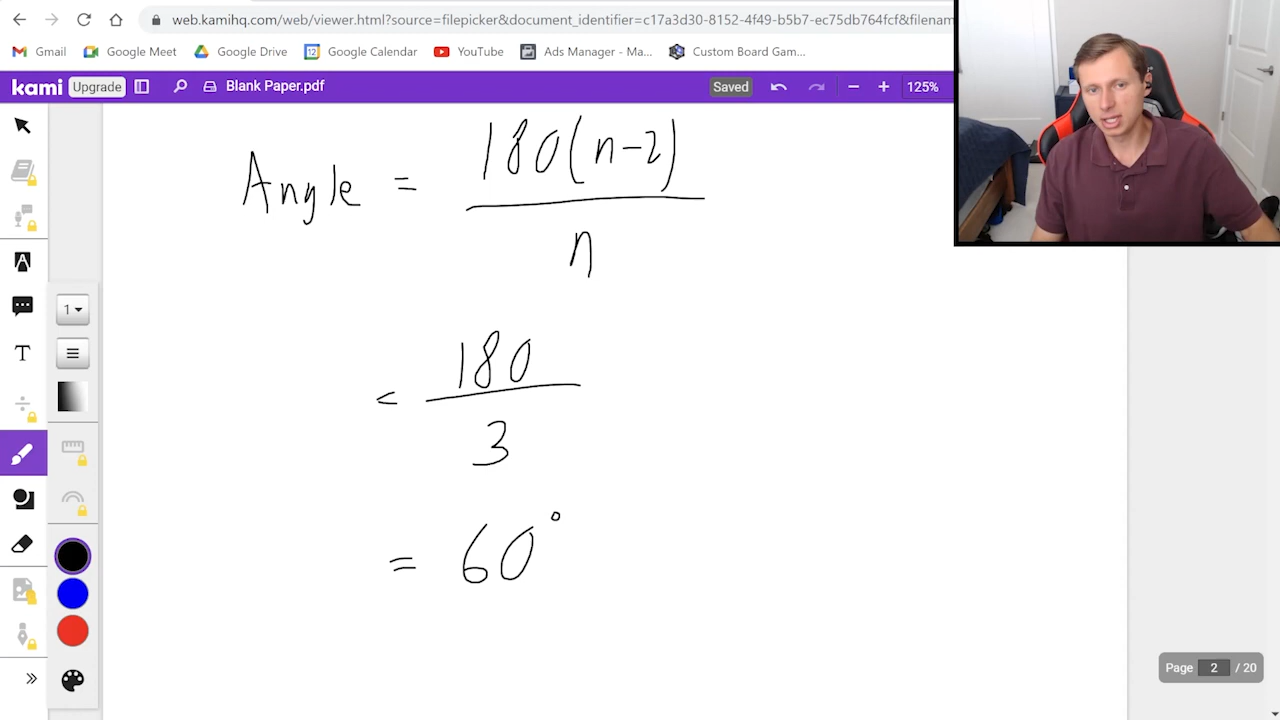 web.kamihq.com/web/viewer.html?source=filepicker&document_identifier=c17a3d30-8152-4f49-b5b7-ec75db764fcf&filenam
Gmail Google Meet Google Drive Google Calendar YouTube Ads Manager - Ma... Custom Board Gam...
kami Upgrade Blank Paper.pdf Saved 125%
Angle = 180(n-2)
n
1
T
< 180
3
= 60°
Page 2 / 20